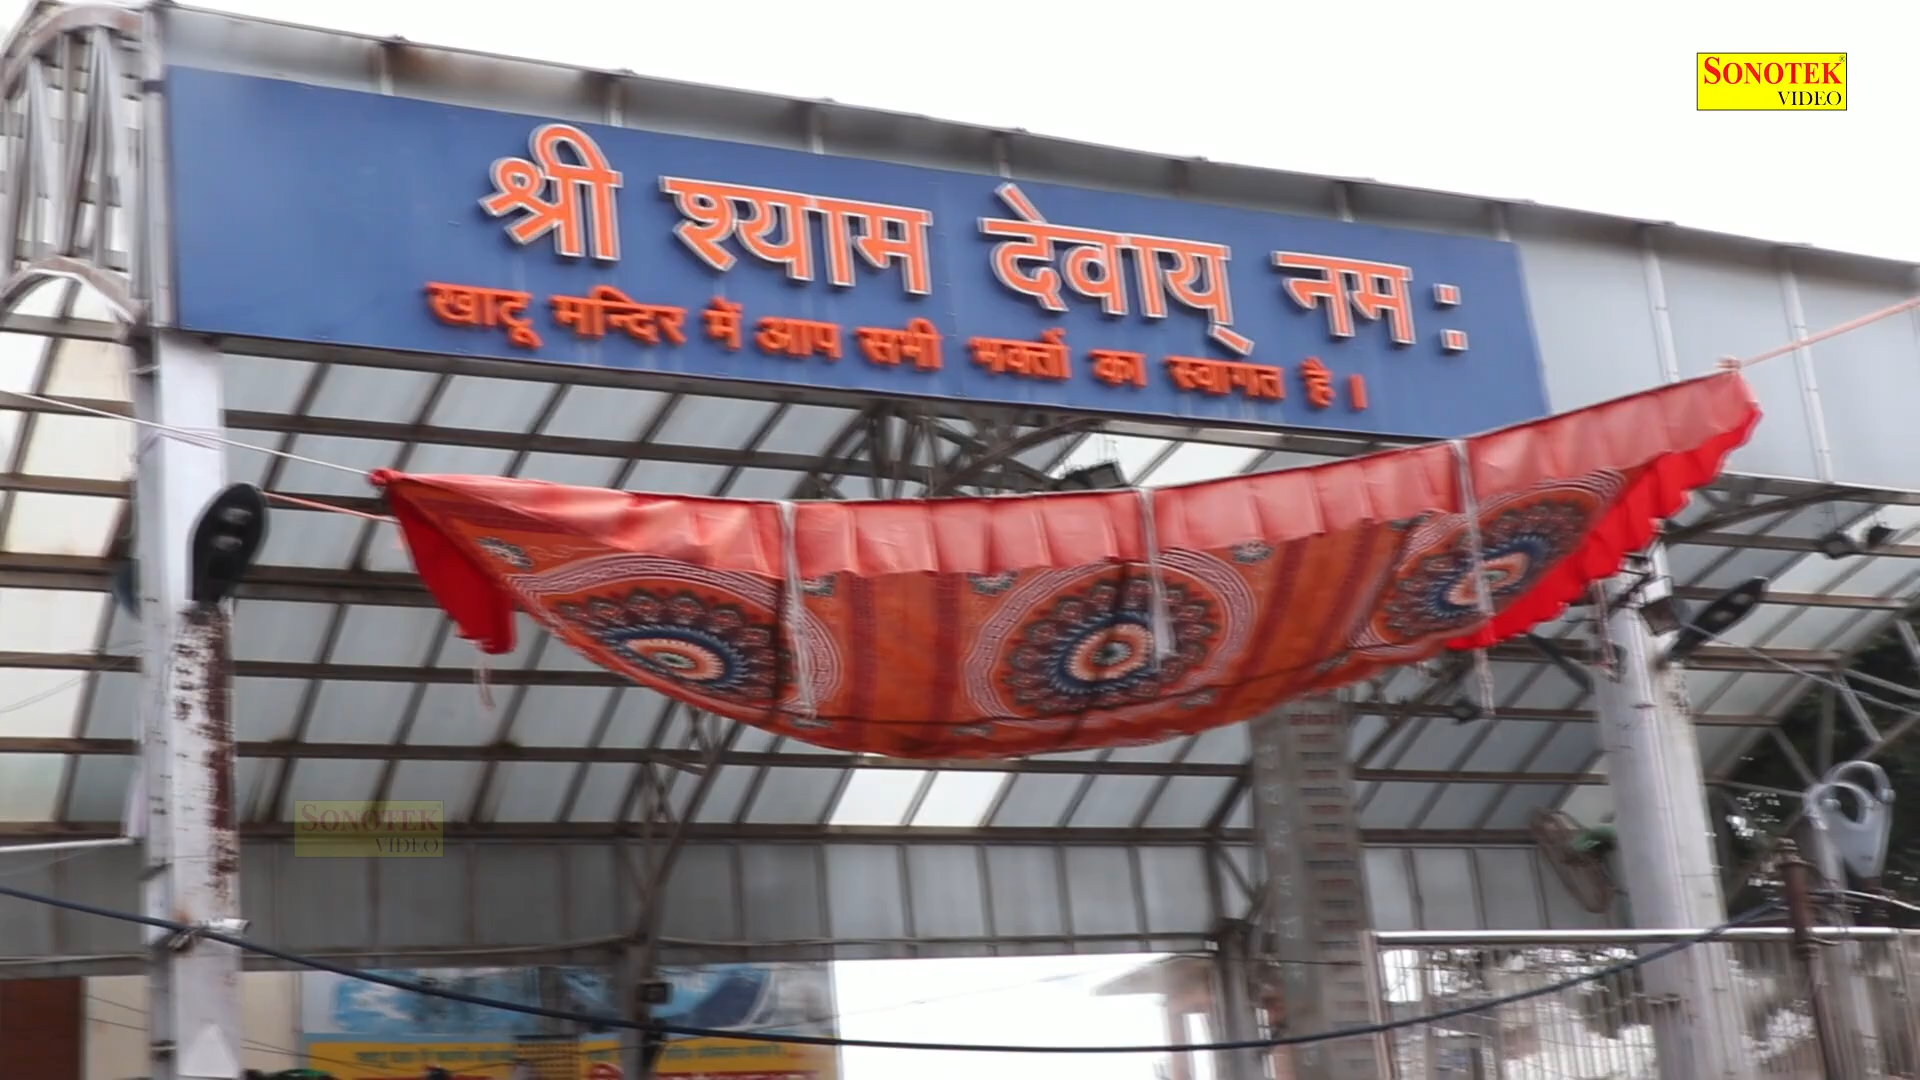 SONOTEK
VIDEO
श्री श्याम देवाय् नम :
खाटू मन्दिर में आप सभी भक्तों का स्वागत है ।
SONOTEK
VIDEO